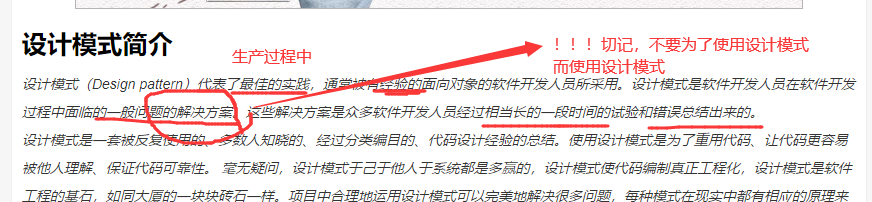 设计模式简介
生产过程中
！！！切记，不要为了使用设计模式
而使用设计模式
设计模式（Design pattern）代表了最佳的实践，通常被有经验的面向对象的软件开发人员所采用。设计模式是软件开发人员在软件开发
过程中面临的一般问题的解决方案。这些解决方案是众多软件开发人员经过相当长的一段时间的试验和错误总结出来的。
设计模式是一套被反复使用的、多数人知晓的、经过分类编目的、代码设计经验的总结。使用设计模式是为了重用代码、让代码更容易
被他人理解、保证代码可靠性。 毫无疑问，设计模式于己于他人于系统都是多赢的，设计模式使代码编制真正工程化，设计模式是软件
工程的基石，如同大厦的一块块砖石一样。项目中合理地运用设计模式可以完美地解决很多问题，每种模式在现实中都有相应的原理来